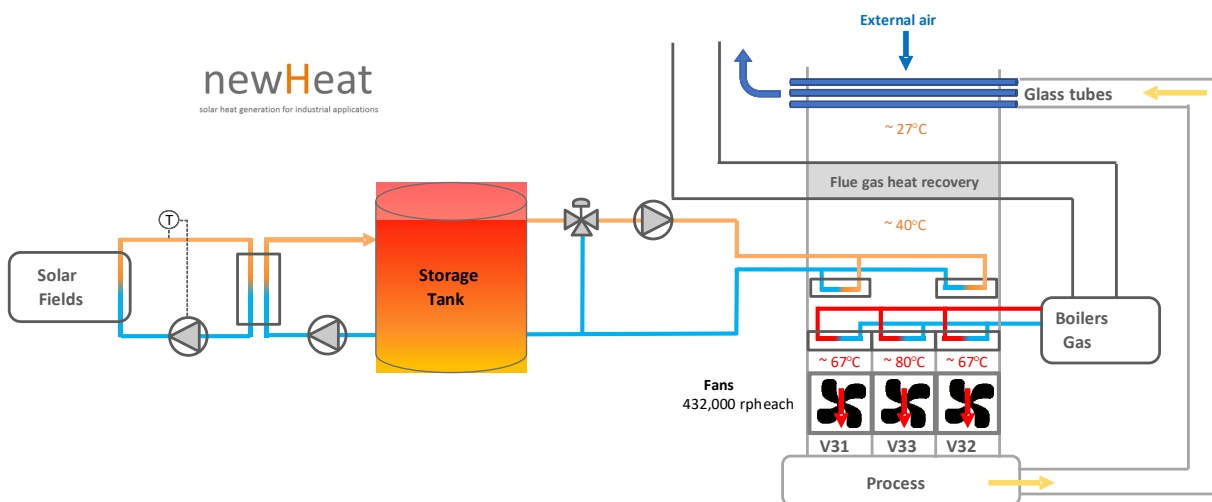 External air
newHeat
solar heat generation for industrial applications
Glass tubes
~ 27°C
Flue gas heat recovery
T
~ 40°C
Solar
Fields
Storage
Tank
Boilers
Gas
~ 67°C
~ 80°C
~ 67°C
Fans
432,000 rpheach
V31
V33
V32
Process